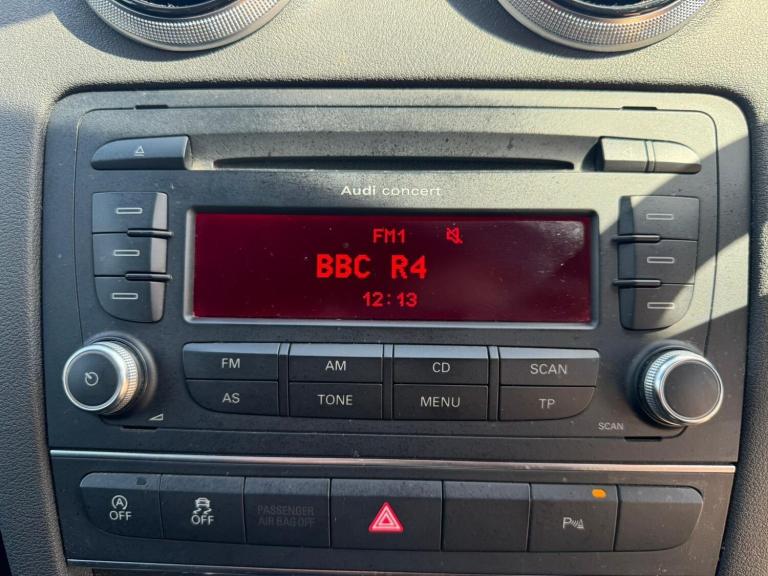 Audi concert
FM1
BBC R4
12:13
FM AM CD SCAN
AS TONE MENU TP
SCAN
A OFF OFF PASSENGER
AIR BAG OFF P